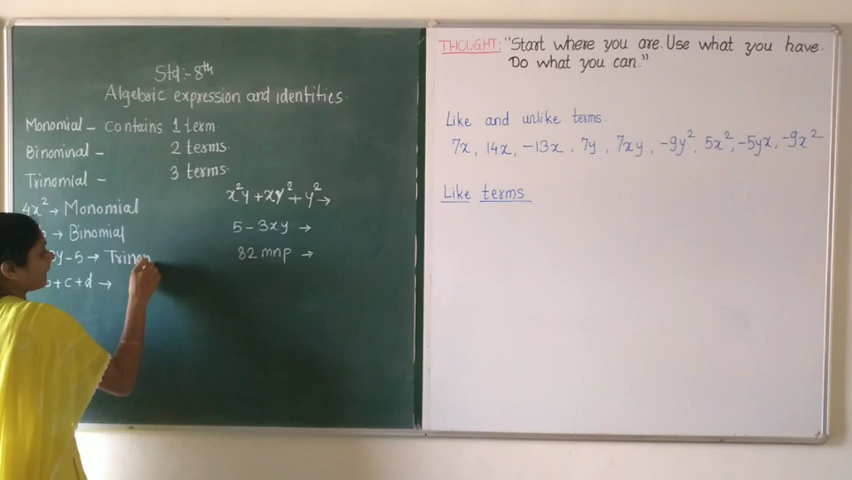 Std:- 8th
Algebric expression and identities.
Monomial - contains 1 term.
Binominal - 2 terms.
Trinomial - 3 terms.
4x² → Monomial
→ Binomial
y - 5 → Trinom
+ c + d →
x²y + xy² + y² →
5 - 3xy →
82 mnp →
THOUGHT: "Start where you are. Use what you have.
Do what you can."
Like and unlike terms.
7x, 14x, -13x, 7y, 7xy, -9y², 5x², -5yx, -9x²
Like terms